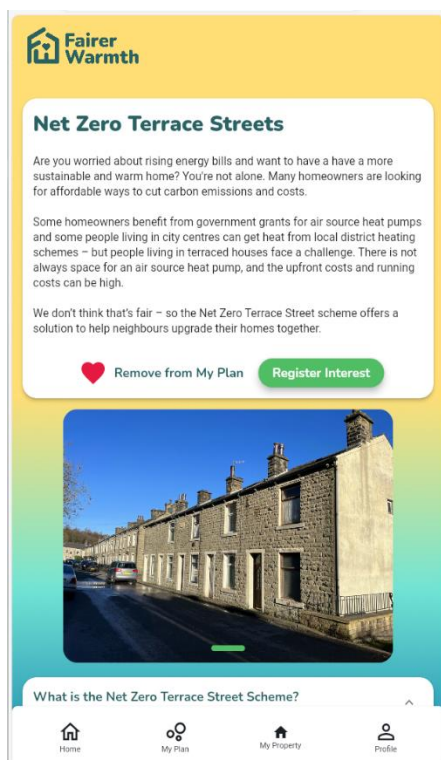 Fairer
Warmth
Net Zero Terrace Streets
Are you worried about rising energy bills and want to have a have a more
sustainable and warm home? You're not alone. Many homeowners are looking
for affordable ways to cut carbon emissions and costs.
Some homeowners benefit from government grants for air source heat pumps
and some people living in city centres can get heat from local district heating
schemes – but people living in terraced houses face a challenge. There is not
always space for an air source heat pump, and the upfront costs and running
costs can be high.
We don't think that's fair – so the Net Zero Terrace Street scheme offers a
solution to help neighbours upgrade their homes together.
Remove from My Plan Register Interest
What is the Net Zero Terrace Street Scheme?
Home My Plan My Property Profile